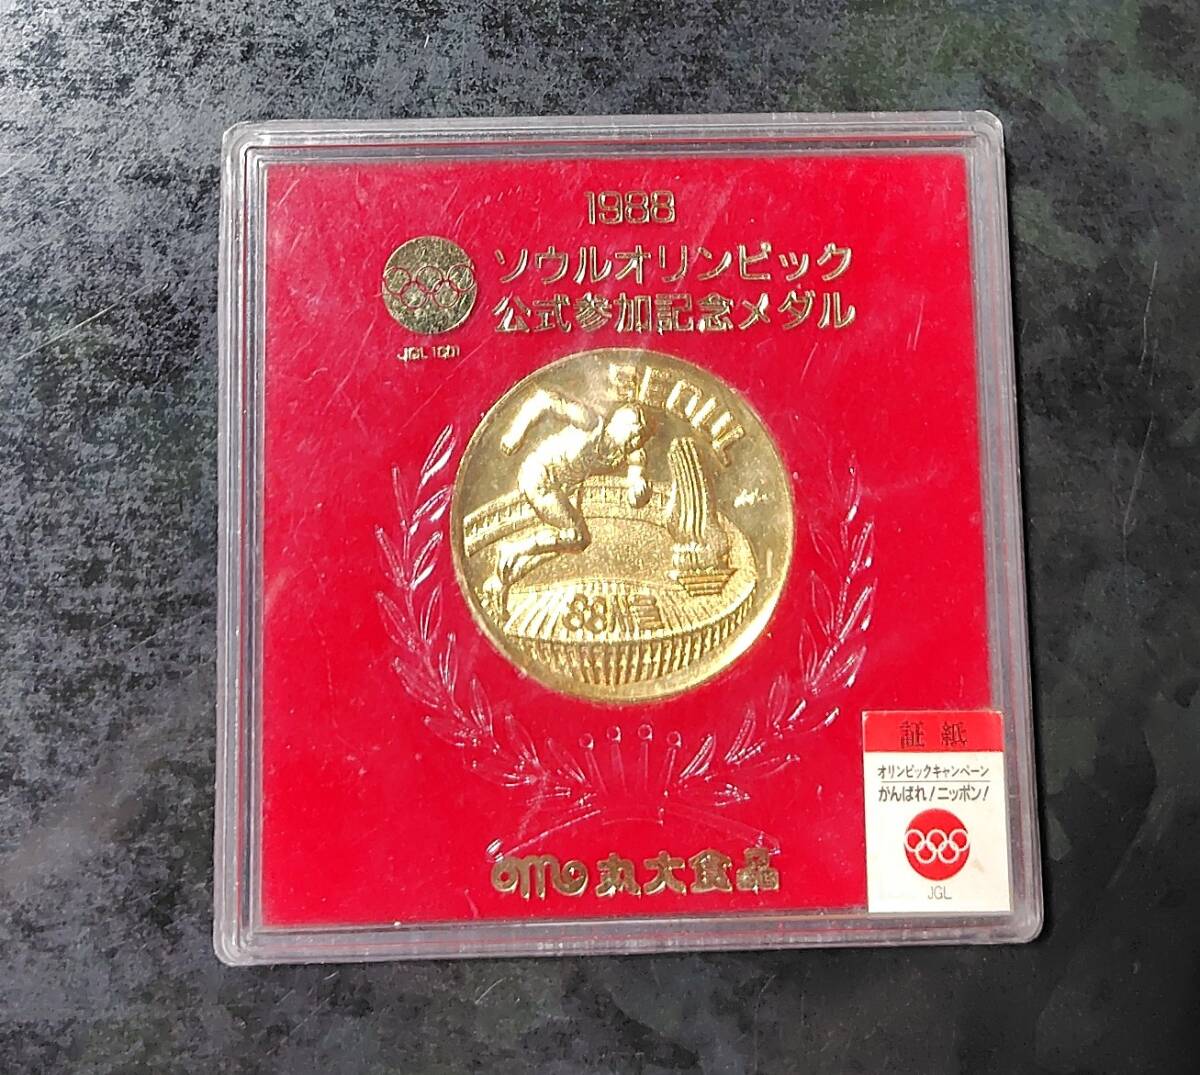 1988
ソウルオリンピック
公式参加記念メダル
SEOUL
88서울
丸大食品
証紙
オリンピックキャンペーン
がんばれ!ニッポン!
JGL